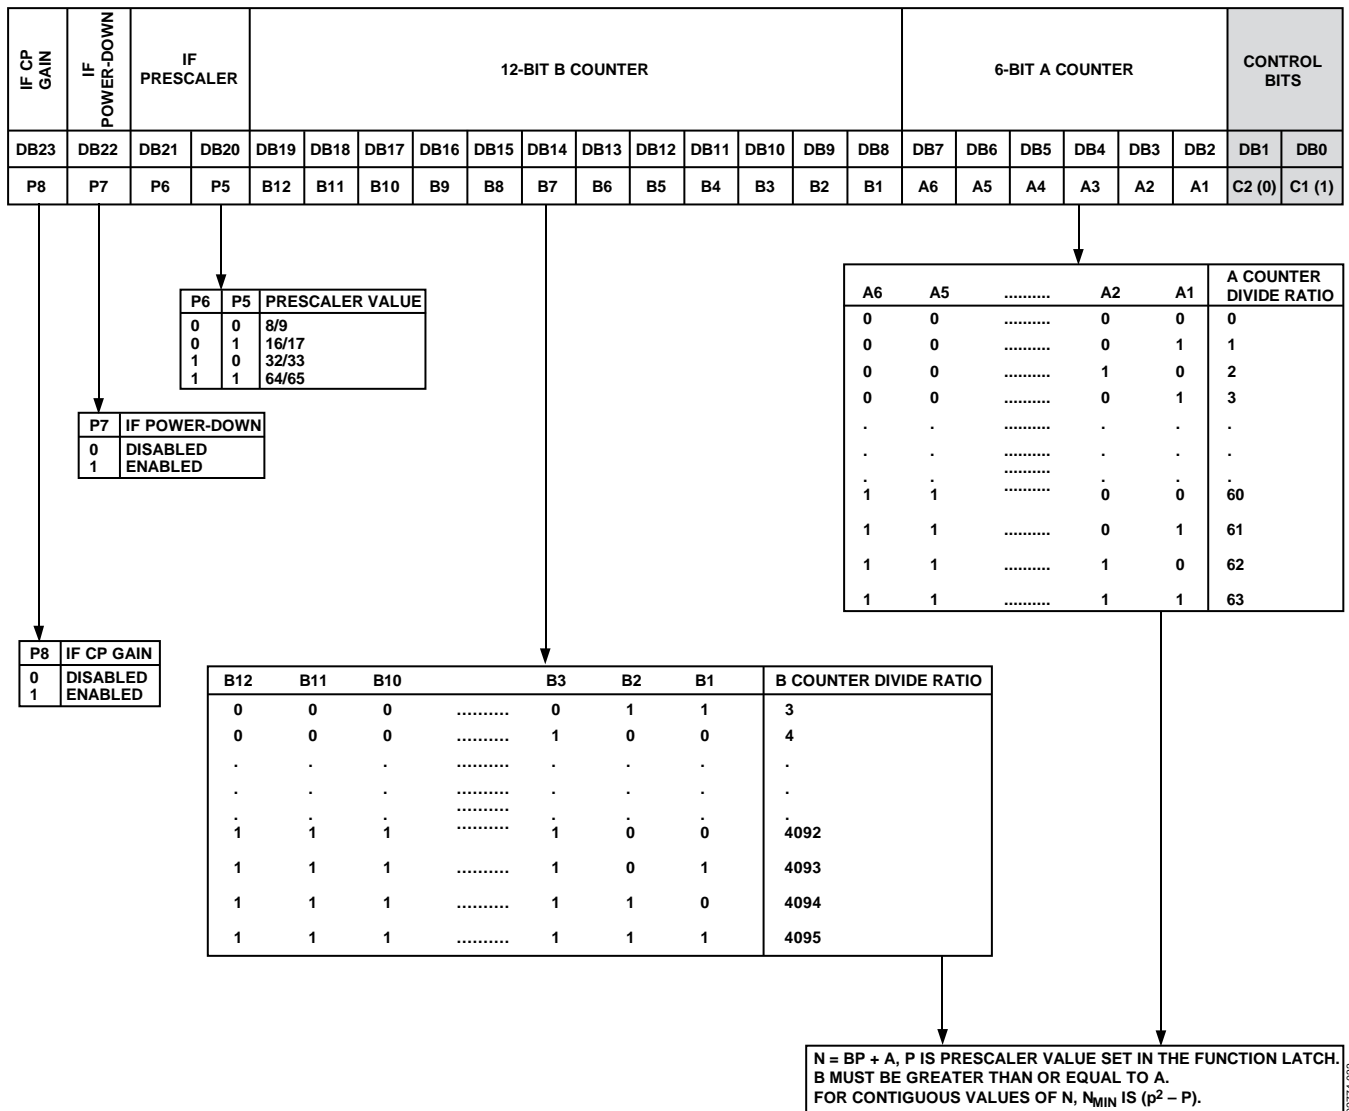 IF CP GAIN
IF POWER-DOWN
IF PRESCALER
12-BIT B COUNTER
6-BIT A COUNTER
CONTROL BITS
DB23 DB22 DB21 DB20 DB19 DB18 DB17 DB16 DB15 DB14 DB13 DB12 DB11 DB10 DB9 DB8 DB7 DB6 DB5 DB4 DB3 DB2 DB1 DB0
P8 P7 P6 P5 B12 B11 B10 B9 B8 B7 B6 B5 B4 B3 B2 B1 A6 A5 A4 A3 A2 A1 C2 (0) C1 (1)
P6 P5 PRESCALER VALUE
0 0 8/9
0 1 16/17
1 0 32/33
1 1 64/65
P7 IF POWER-DOWN
0 DISABLED
1 ENABLED
P8 IF CP GAIN
0 DISABLED
1 ENABLED
A6 A5 .......... A2 A1 A COUNTER DIVIDE RATIO
0 0 .......... 0 0 0
0 0 .......... 0 1 1
0 0 .......... 1 0 2
0 0 .......... 0 1 3
. . .......... . . .
. . .......... . . .
. . .......... . . .
1 1 .......... 0 0 60
1 1 .......... 0 1 61
1 1 .......... 1 0 62
1 1 .......... 1 1 63
B12 B11 B10 B3 B2 B1 B COUNTER DIVIDE RATIO
0 0 0 .......... 0 1 1 3
0 0 0 .......... 1 0 0 4
. . . .......... . . . .
. . . .......... . . . .
. . . .......... . . . .
1 1 1 .......... 1 0 0 4092
1 1 1 .......... 1 0 1 4093
1 1 1 .......... 1 1 0 4094
1 1 1 .......... 1 1 1 4095
N = BP + A, P IS PRESCALER VALUE SET IN THE FUNCTION LATCH.
B MUST BE GREATER THAN OR EQUAL TO A.
FOR CONTIGUOUS VALUES OF N, NMIN IS (p² – P).